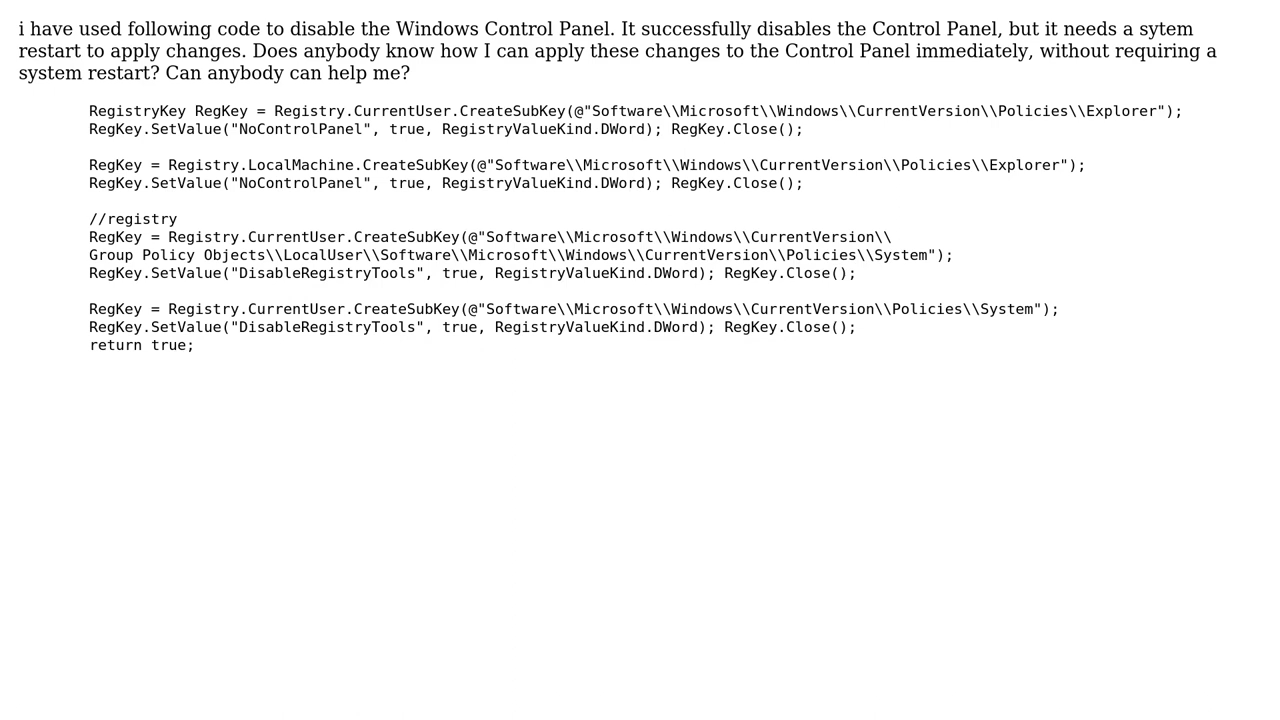 i have used following code to disable the Windows Control Panel. It successfully disables the Control Panel, but it needs a sytem
restart to apply changes. Does anybody know how I can apply these changes to the Control Panel immediately, without requiring a
system restart? Can anybody can help me?
RegistryKey RegKey = Registry.CurrentUser.CreateSubKey(@"Software\\Microsoft\\Windows\\CurrentVersion\\Policies\\Explorer");
RegKey.SetValue("NoControlPanel", true, RegistryValueKind.DWord); RegKey.Close();
RegKey = Registry.LocalMachine.CreateSubKey(@"Software\\Microsoft\\Windows\\CurrentVersion\\Policies\\Explorer");
RegKey.SetValue("NoControlPanel", true, RegistryValueKind.DWord); RegKey.Close();
//registry
RegKey = Registry.CurrentUser.CreateSubKey(@"Software\\Microsoft\\Windows\\CurrentVersion\\
Group Policy Objects\\LocalUser\\Software\\Microsoft\\Windows\\CurrentVersion\\Policies\\System");
RegKey.SetValue("DisableRegistryTools", true, RegistryValueKind.DWord); RegKey.Close();
RegKey = Registry.CurrentUser.CreateSubKey(@"Software\\Microsoft\\Windows\\CurrentVersion\\Policies\\System");
RegKey.SetValue("DisableRegistryTools", true, RegistryValueKind.DWord); RegKey.Close();
return true;